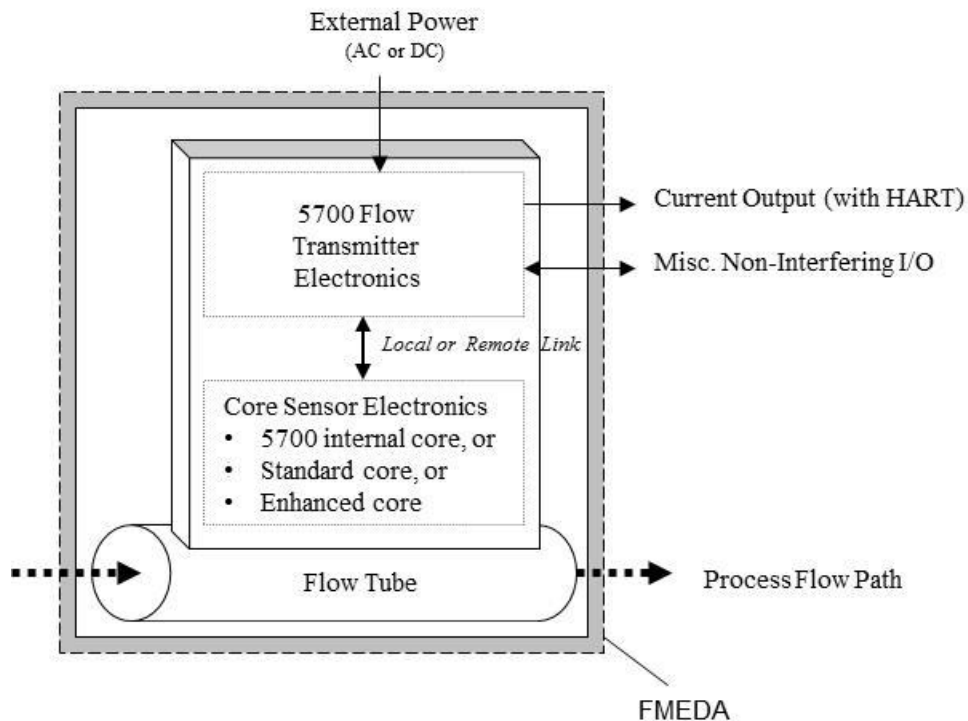 External Power
(AC or DC)
5700 Flow
Transmitter
Electronics
Current Output (with HART)
Misc. Non-Interfering I/O
Local or Remote Link
Core Sensor Electronics
• 5700 internal core, or
• Standard core, or
• Enhanced core
Flow Tube
Process Flow Path
FMEDA